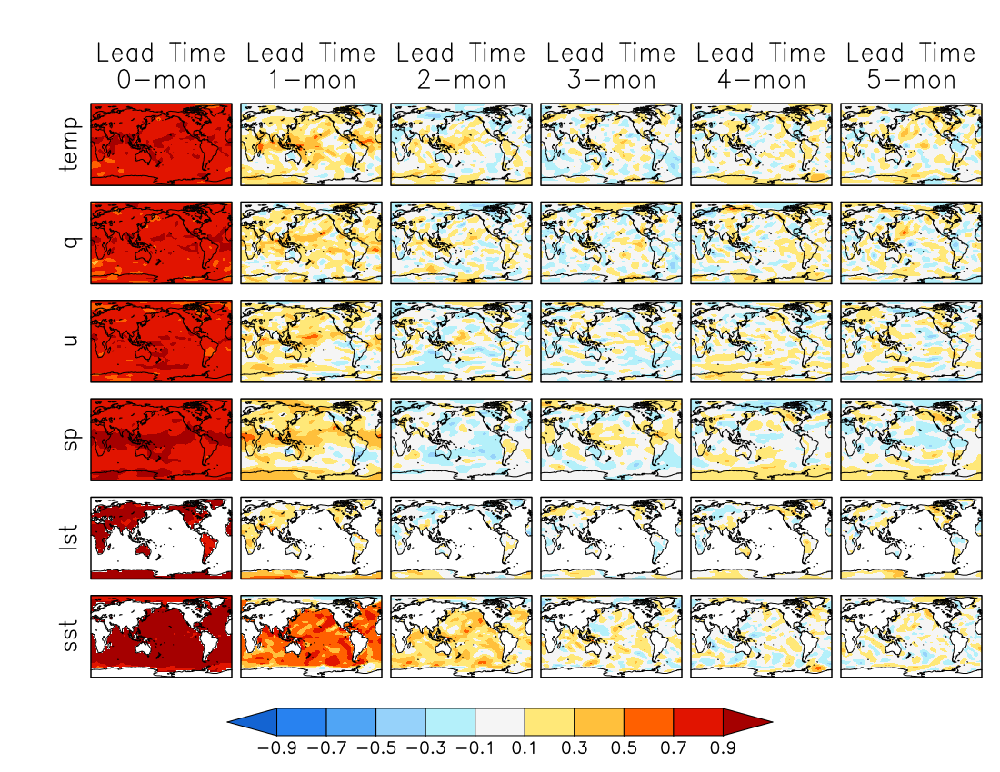 Lead Time Lead Time Lead Time Lead Time Lead Time Lead Time
0-mon 1-mon 2-mon 3-mon 4-mon 5-mon
temp
q
u
sp
lst
sst
-0.9 -0.7 -0.5 -0.3 -0.1 0.1 0.3 0.5 0.7 0.9